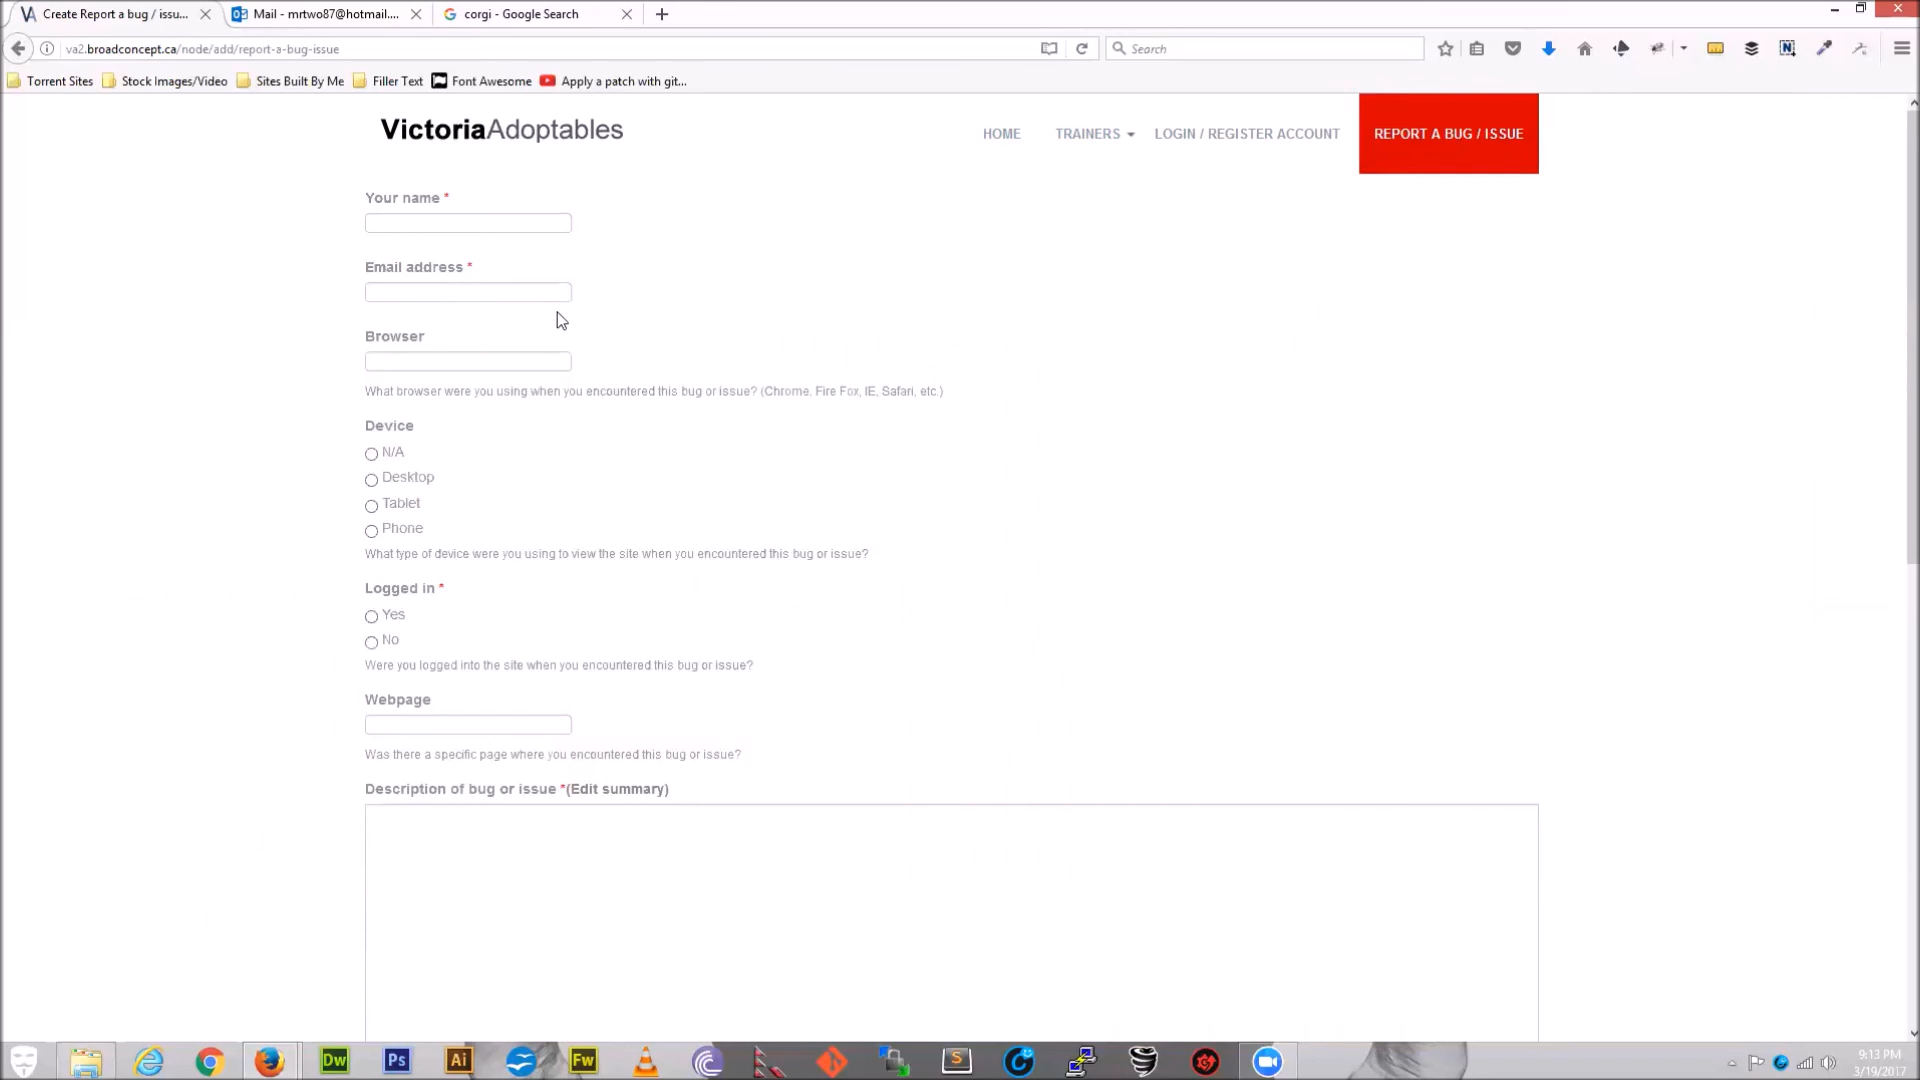 Create Report a bug / issu...
Mail - mrtwo87@hotmail....
corgi - Google Search
va2.broadconcept.ca/node/add/report-a-bug-issue
Search
Torrent Sites
Stock Images/Video
Sites Built By Me
Filler Text
Font Awesome
Apply a patch with git...
VictoriaAdoptables
HOME
TRAINERS
LOGIN / REGISTER ACCOUNT
REPORT A BUG / ISSUE
Your name *
Email address *
Browser
What browser were you using when you encountered this bug or issue? (Chrome, Fire Fox, IE, Safari, etc.)
Device
N/A
Desktop
Tablet
Phone
What type of device were you using to view the site when you encountered this bug or issue?
Logged in *
Yes
No
Were you logged into the site when you encountered this bug or issue?
Webpage
Was there a specific page where you encountered this bug or issue?
Description of bug or issue *(Edit summary)
Dw
Ps
Ai
Fw
S
9:13 PM
3/19/2017